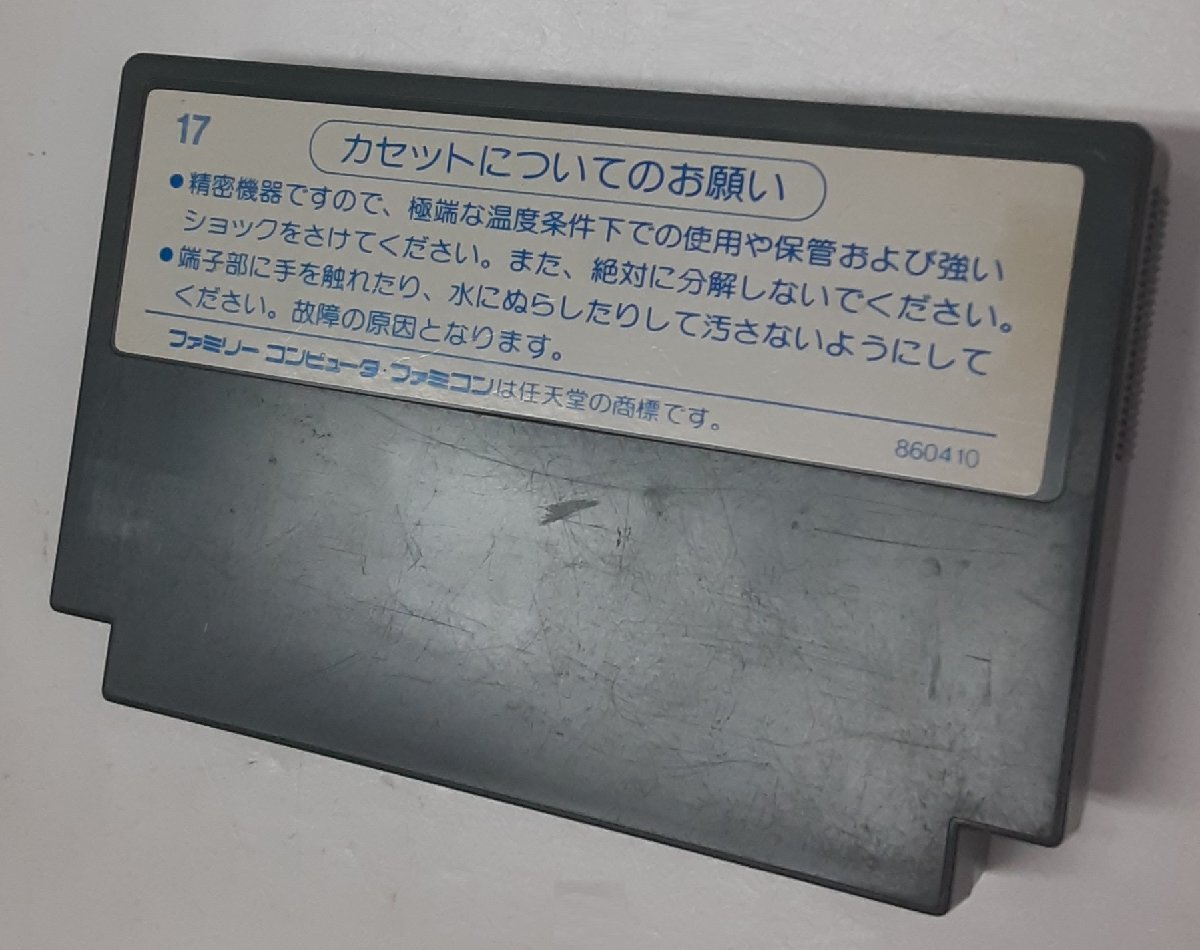 17
カセットについてのお願い
●精密機器ですので、極端な温度条件下での使用や保管および強い
ショックをさけてください。また、絶対に分解しないでください。
●端子部に手を触れたり、水にぬらしたりして汚さないようにして
ください。故障の原因となります。
ファミリーコンピュータ・ファミコンは任天堂の商標です。
860410